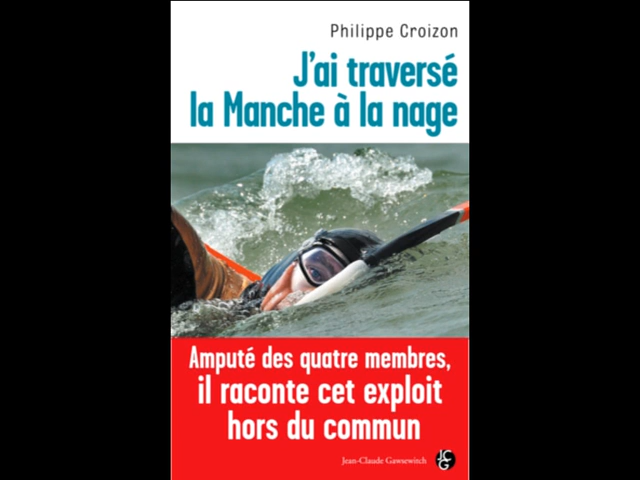 Philippe Croizon
J'ai traversé
la Manche à la nage
Amputé des quatre membres,
il raconte cet exploit
hors du commun
Jean-Claude Gawsewitch
JCG